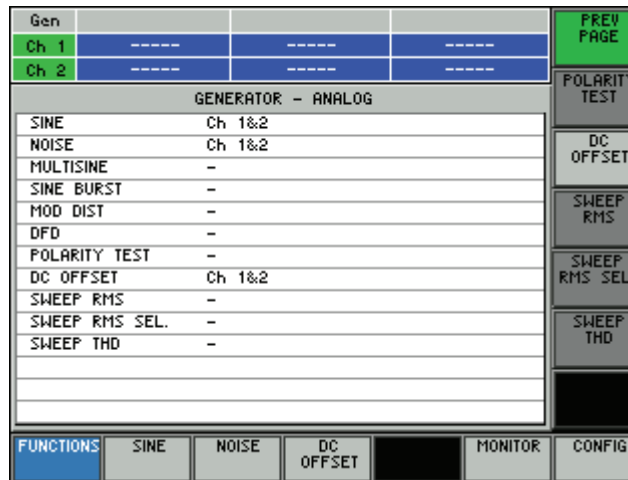 Gen
Ch 1 ----- ----- -----
Ch 2 ----- ----- -----
GENERATOR - ANALOG
SINE Ch 1&2
NOISE Ch 1&2
MULTISINE -
SINE BURST -
MOD DIST -
DFD -
POLARITY TEST -
DC OFFSET Ch 1&2
SWEEP RMS -
SWEEP RMS SEL. -
SWEEP THD -
PREV
PAGE
POLARIT
TEST
DC
OFFSET
SWEEP
RMS
SWEEP
RMS SEL
SWEEP
THD
FUNCTIONS SINE NOISE DC OFFSET MONITOR CONFIG